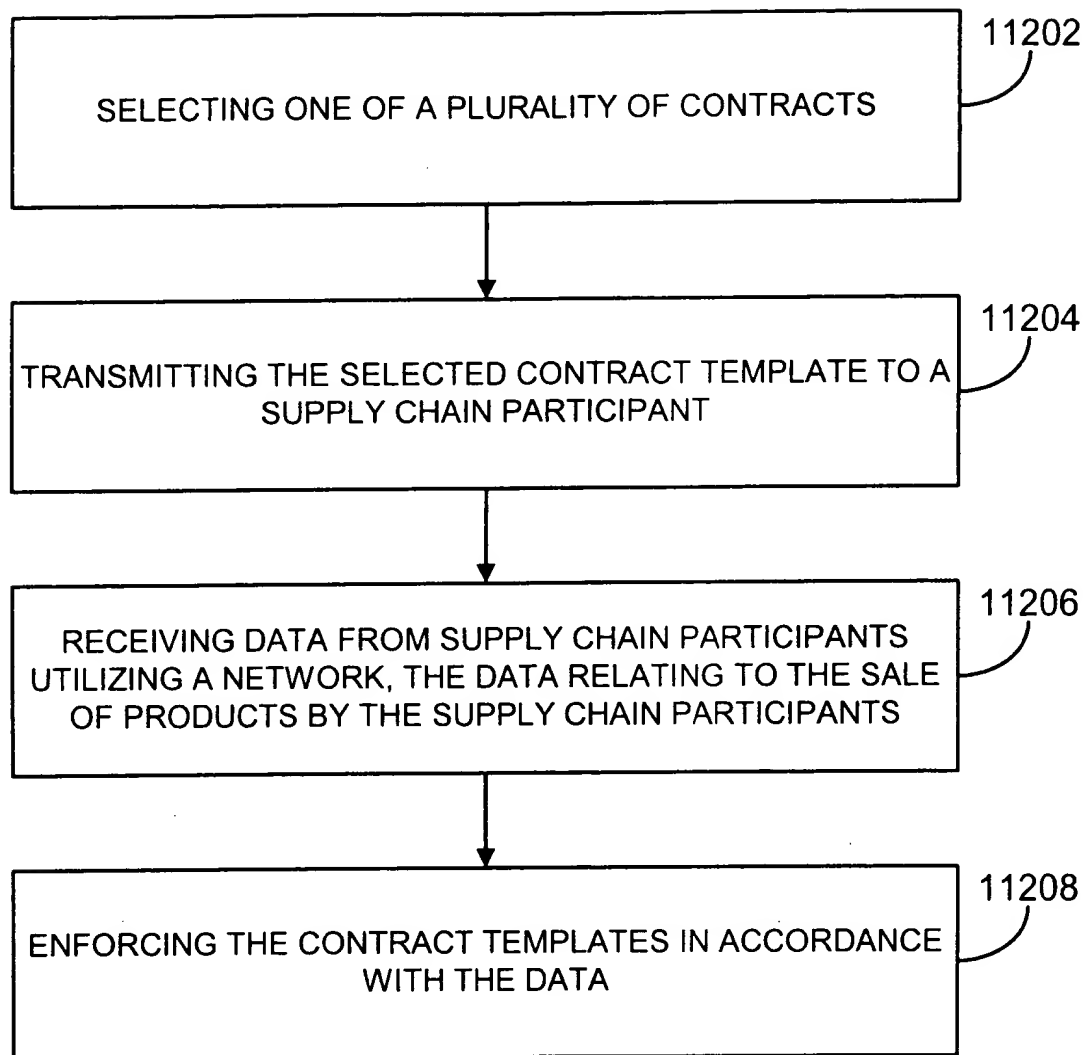 11202
SELECTING ONE OF A PLURALITY OF CONTRACTS
11204
TRANSMITTING THE SELECTED CONTRACT TEMPLATE TO A
SUPPLY CHAIN PARTICIPANT
11206
RECEIVING DATA FROM SUPPLY CHAIN PARTICIPANTS
UTILIZING A NETWORK, THE DATA RELATING TO THE SALE
OF PRODUCTS BY THE SUPPLY CHAIN PARTICIPANTS
11208
ENFORCING THE CONTRACT TEMPLATES IN ACCORDANCE
WITH THE DATA